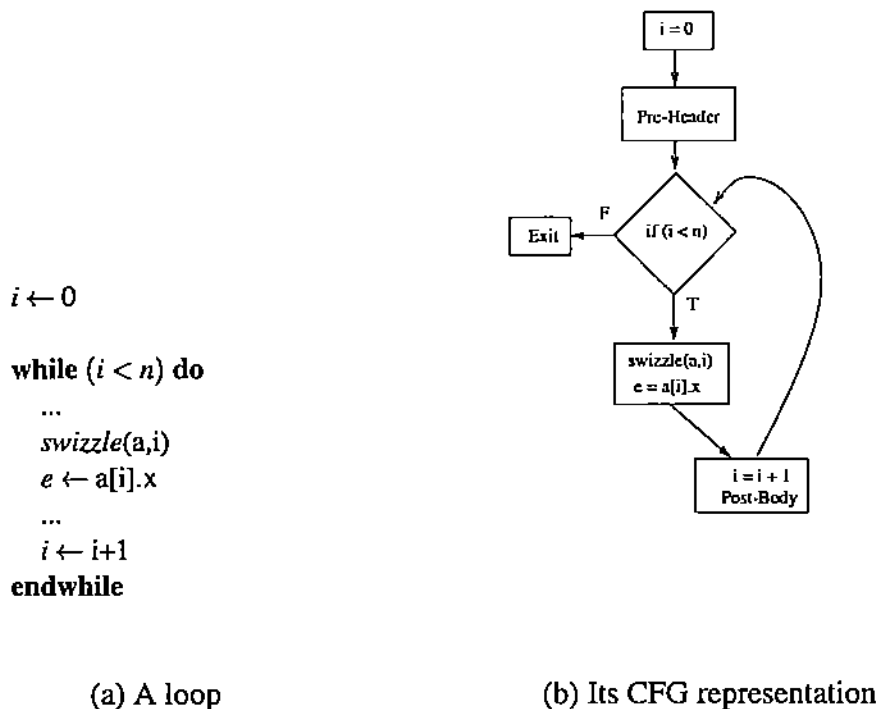 i ← 0
while (i < n) do
...
swizzle(a,i)
e ← a[i].x
...
i ← i+1
endwhile
(a) A loop
i = 0
Pre-Header
if (i < n)
F
Exit
T
swizzle(a,i)
e = a[i].x
i = i + 1
Post-Body
(b) Its CFG representation